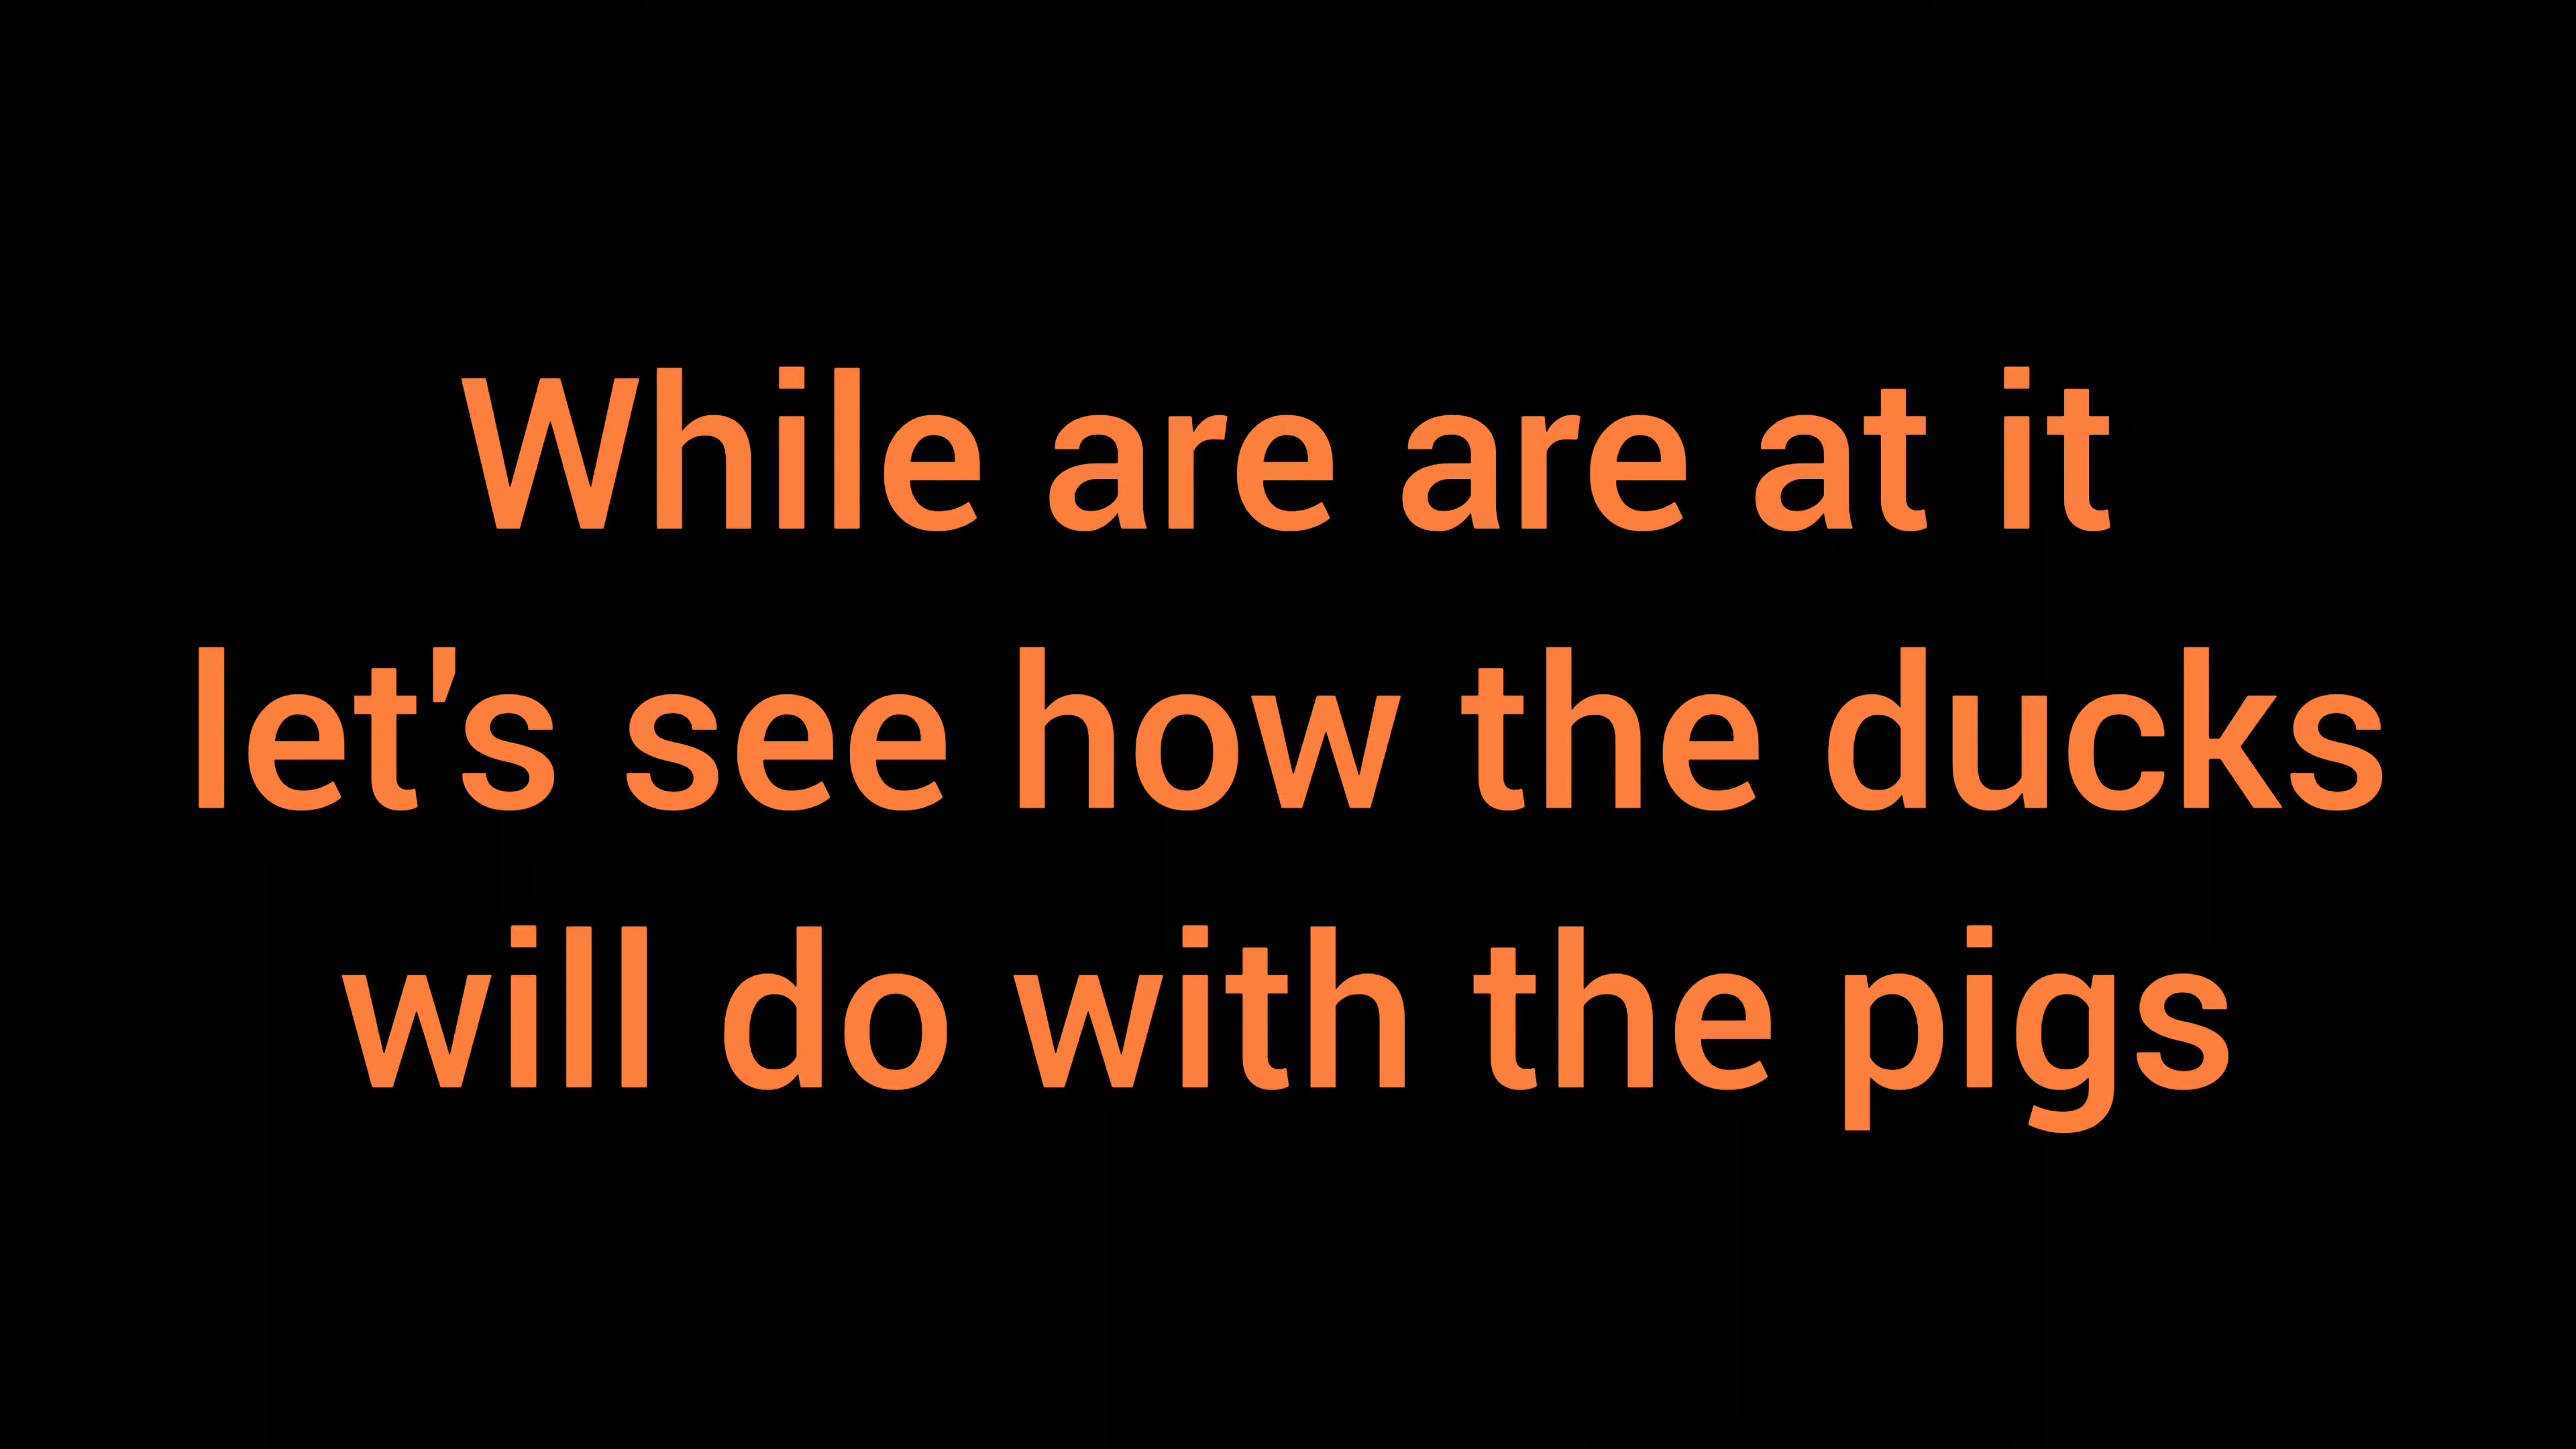 While are are at it
let's see how the ducks
will do with the pigs